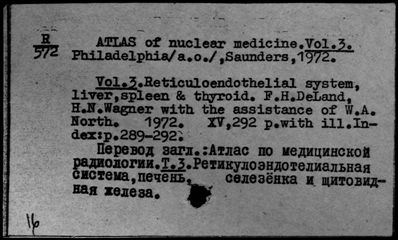 R
572
ATLAS of nuclear medicine.Vol.3.
Philadelphia/a.o./,Saunders,1972.
Vol.3.Reticuloendothelial system,
liver,spleen & thyroid. F.H.DeLand,
H.N.Wagner with the assistance of W.A.
North. 1972. XV,292 p.with ill.In-
dex:p.289-292.
Перевод загл.:Атлас по медицинской
радиологии.Т.3.Ретикулоэндотелиальная
система,печень, селезёнка и щитовид-
ная железа.
16